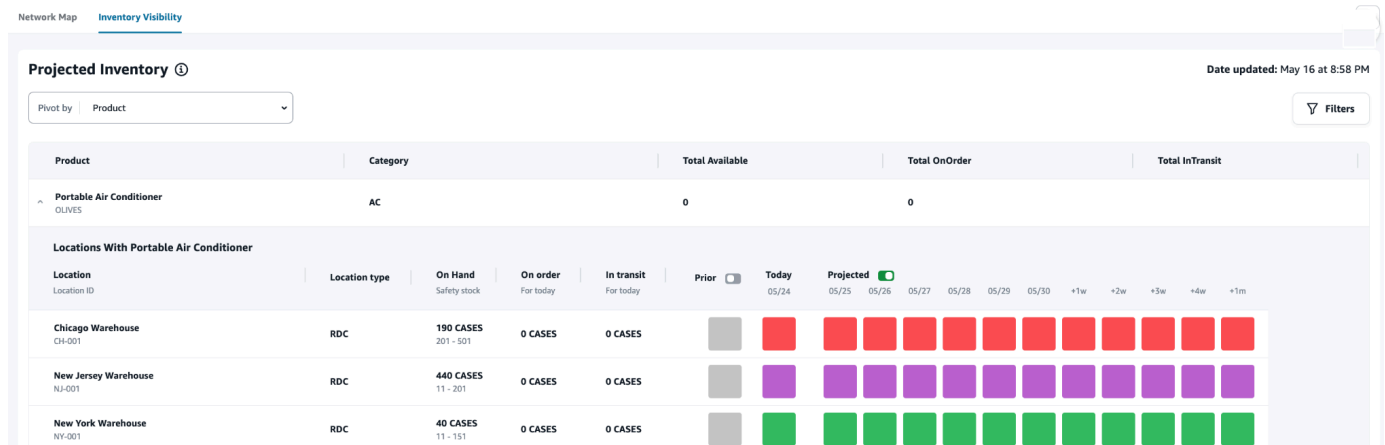 Network Map Inventory Visibility
Projected Inventory
Date updated: May 16 at 8:58 PM
Pivot by Product
Filters
Product Category Total Available Total OnOrder Total InTransit
Portable Air Conditioner AC 0 0
OLIVES
Locations With Portable Air Conditioner
Location Location type On Hand On order In transit Prior Today Projected
Location ID Safety stock For today For today 05/24 05/25 05/26 05/27 05/28 05/29 05/30 +1w +2w +3w +4w +1m
Chicago Warehouse RDC 190 CASES 0 CASES 0 CASES
CH-001 201 - 501
New Jersey Warehouse RDC 440 CASES 0 CASES 0 CASES
NJ-001 11 - 201
New York Warehouse RDC 40 CASES 0 CASES 0 CASES
NY-001 11 - 151